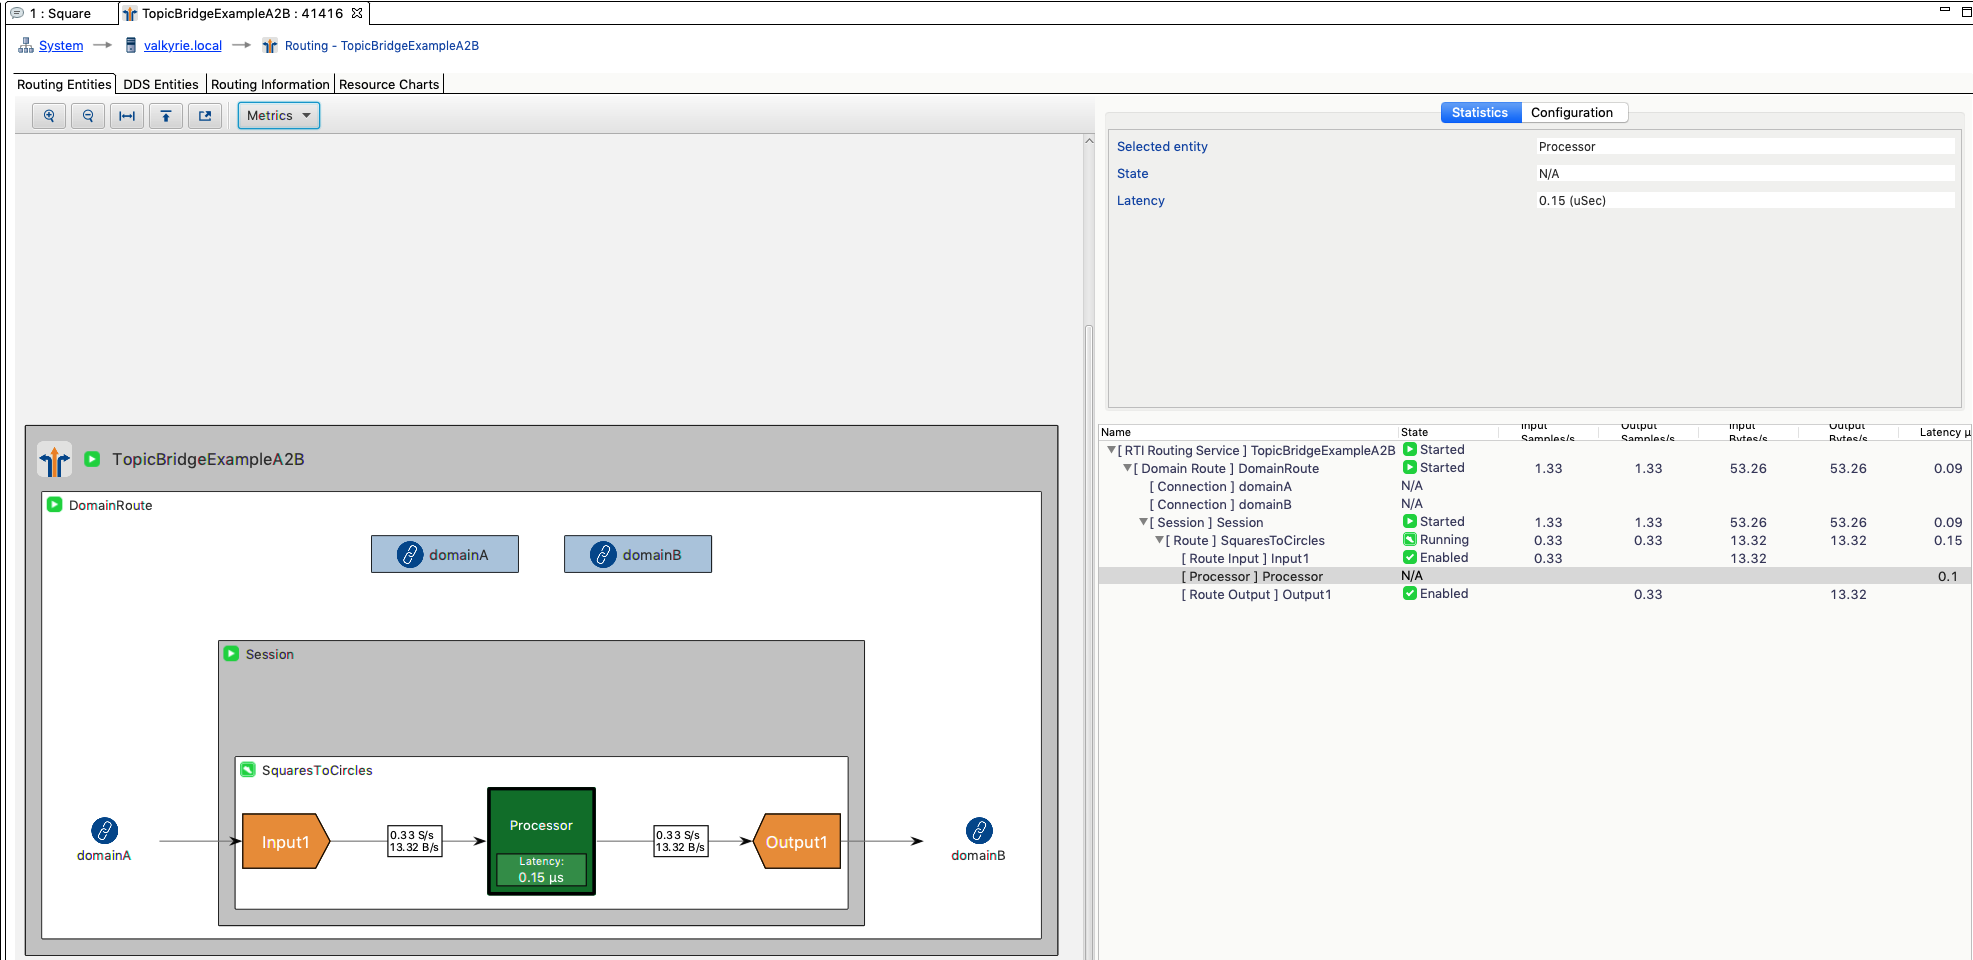 1 : Square
TopicBridgeExampleA2B : 41416
System
valkyrie.local
Routing - TopicBridgeExampleA2B
Routing Entities
DDS Entities
Routing Information
Resource Charts
Metrics
TopicBridgeExampleA2B
DomainRoute
domainA
domainB
Session
SquaresToCircles
domainA
Input1
0.33 S/s
13.32 B/s
Processor
Latency:
0.15 µs
0.33 S/s
13.32 B/s
Output1
domainB
Statistics
Configuration
Selected entity Processor
State N/A
Latency 0.15 (uSec)
Name State Input Samples/s Output Samples/s Input Bytes/s Output Bytes/s Latency µ
[ RTI Routing Service ] TopicBridgeExampleA2B Started
[ Domain Route ] DomainRoute Started 1.33 1.33 53.26 53.26 0.09
[ Connection ] domainA N/A
[ Connection ] domainB N/A
[ Session ] Session Started 1.33 1.33 53.26 53.26 0.09
[ Route ] SquaresToCircles Running 0.33 0.33 13.32 13.32 0.15
[ Route Input ] Input1 Enabled 0.33 13.32
[ Processor ] Processor N/A 0.1
[ Route Output ] Output1 Enabled 0.33 13.32